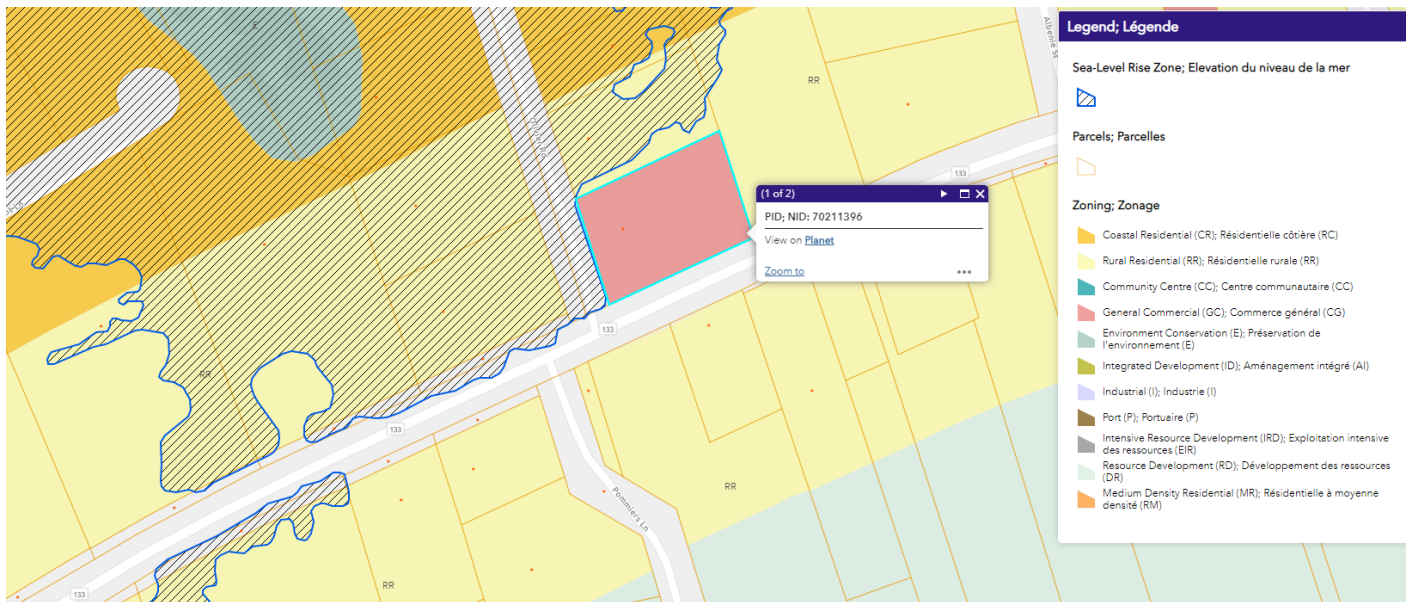 Legend; Légende
Sea-Level Rise Zone; Elevation du niveau de la mer
Parcels; Parcelles
Zoning; Zonage
Coastal Residential (CR); Résidentielle côtière (RC)
Rural Residential (RR); Résidentielle rurale (RR)
Community Centre (CC); Centre communautaire (CC)
General Commercial (GC); Commerce général (CG)
Environment Conservation (E); Préservation de
l'environnement (E)
Integrated Development (ID); Aménagement intégré (AI)
Industrial (I); Industrie (I)
Port (P); Portuaire (P)
Intensive Resource Development (IRD); Exploitation intensive
des ressources (EIR)
Resource Development (RD); Développement des ressources
(DR)
Medium Density Residential (MR); Résidentielle à moyenne
densité (RM)
(1 of 2)
PID; NID: 70211396
View on Planet
Zoom to
E
RR
Albenie St
Olivier Ln
133
133
RR
133
RR
Pommiers Ln
RR
133